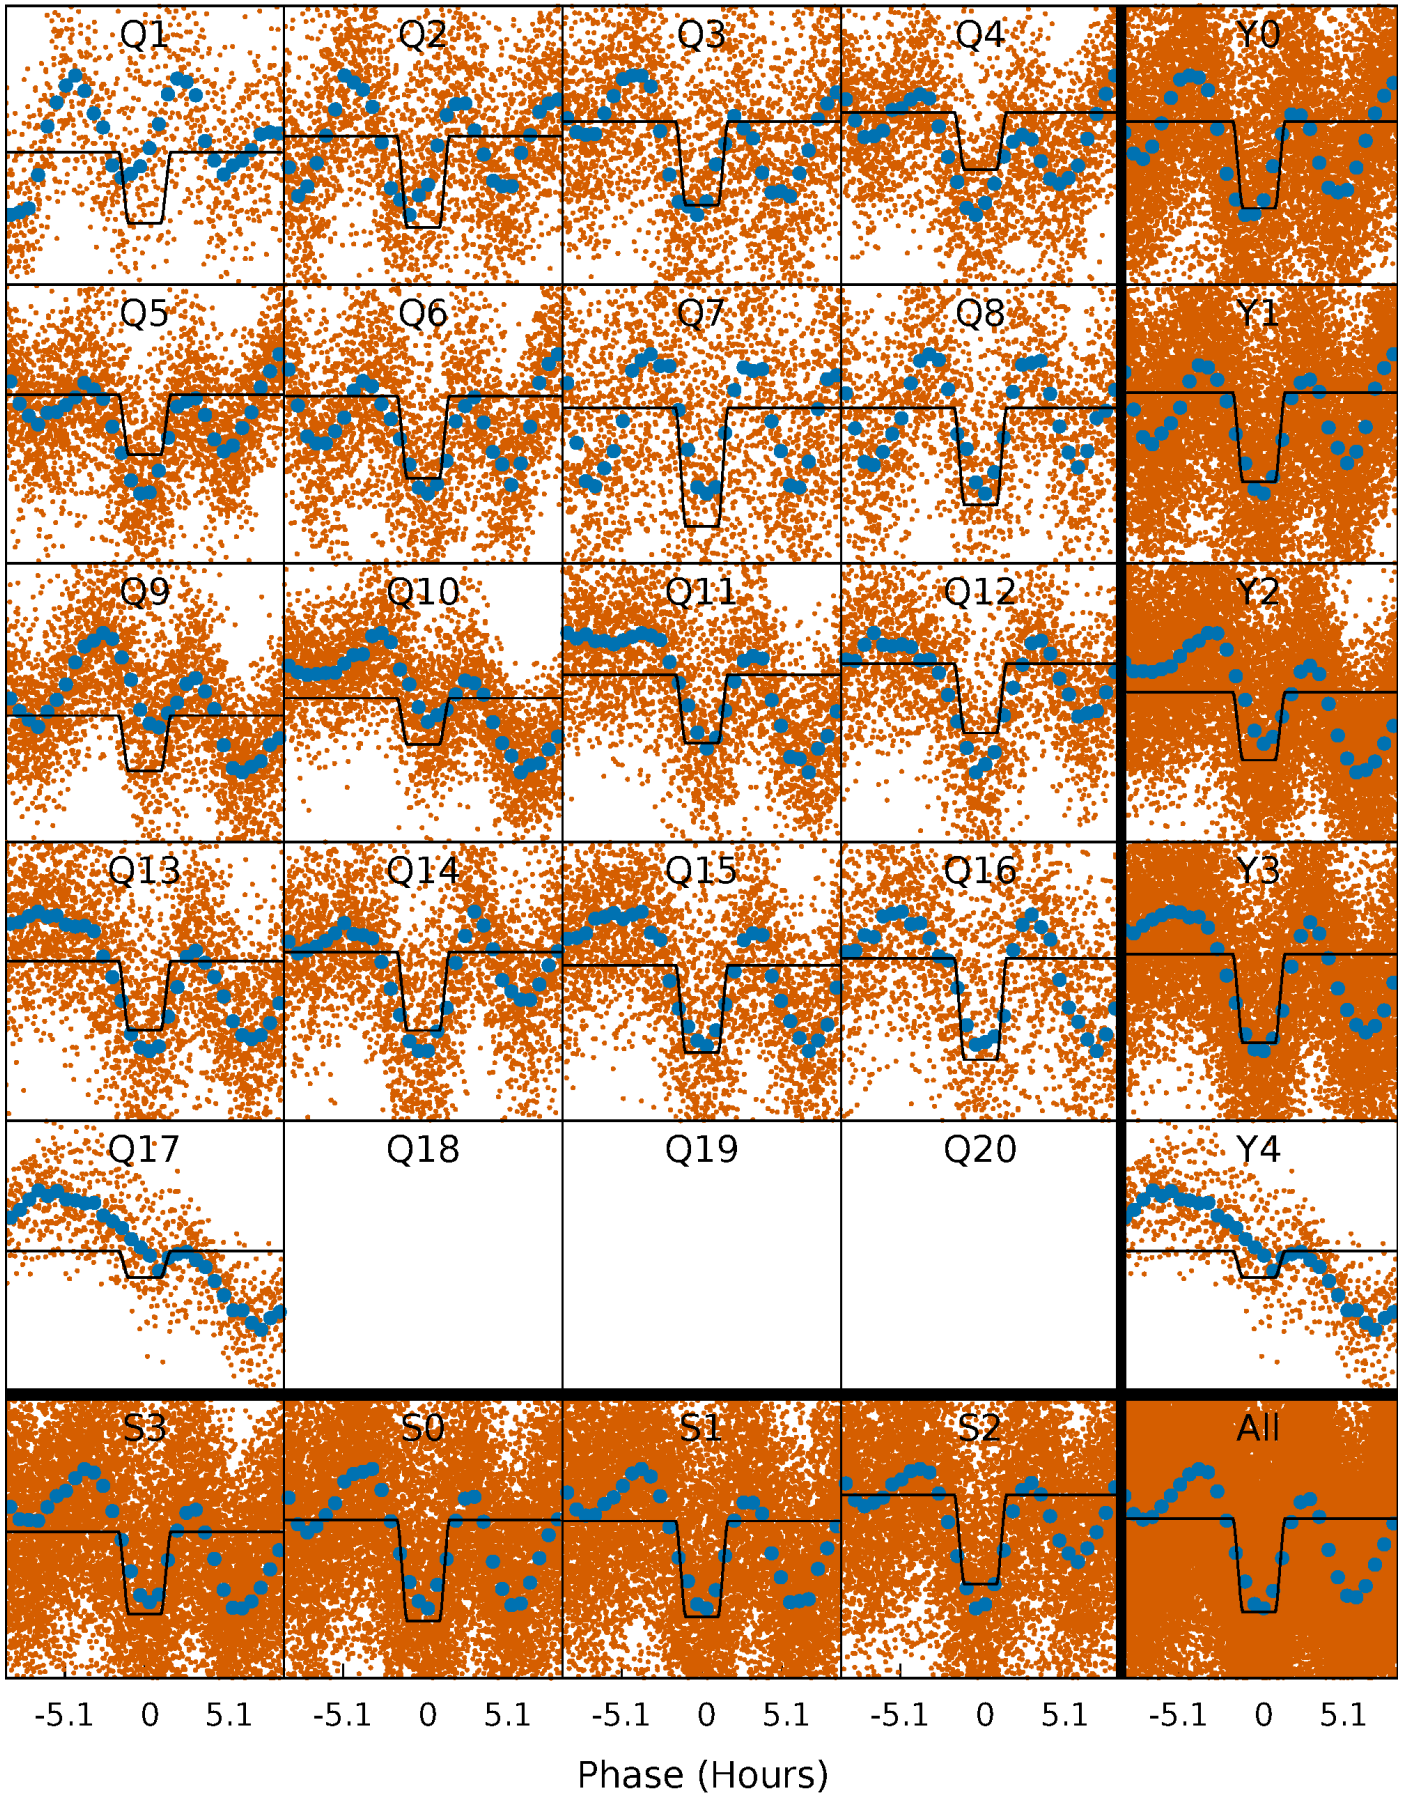 Q1 Q2 Q3 Q4 Y0
Q5 Q6 Q7 Q8 Y1
Q9 Q10 Q11 Q12 Y2
Q13 Q14 Q15 Q16 Y3
Q17 Q18 Q19 Q20 Y4
S3 S0 S1 S2 All
-5.1 0 5.1 -5.1 0 5.1 -5.1 0 5.1 -5.1 0 5.1 -5.1 0 5.1
Phase (Hours)